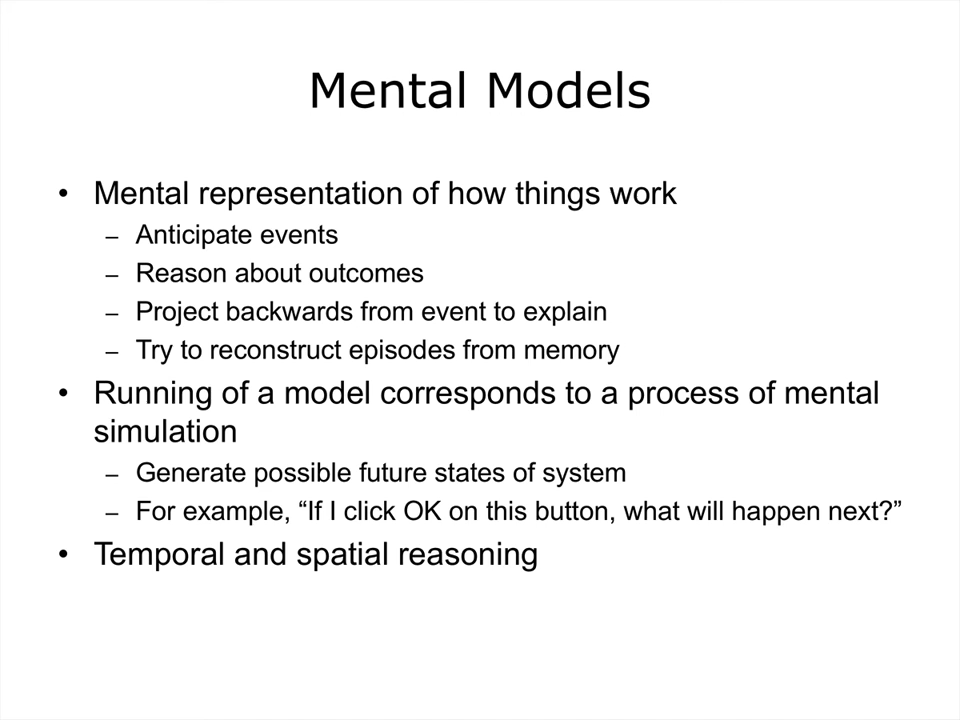 Mental Models
• Mental representation of how things work
– Anticipate events
– Reason about outcomes
– Project backwards from event to explain
– Try to reconstruct episodes from memory
• Running of a model corresponds to a process of mental
simulation
– Generate possible future states of system
– For example, “If I click OK on this button, what will happen next?”
• Temporal and spatial reasoning